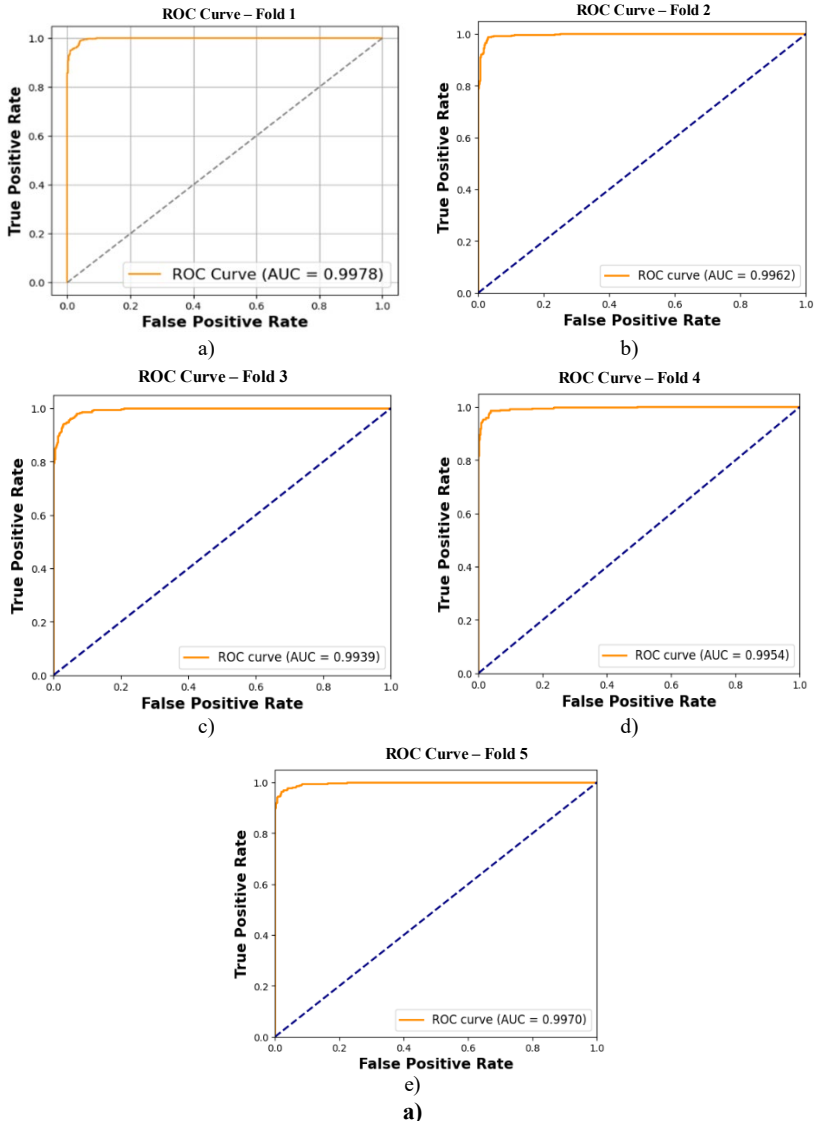 ROC Curve – Fold 1
True Positive Rate
1.0
0.8
0.6
0.4
0.2
0.0
ROC Curve (AUC = 0.9978)
0.0 0.2 0.4 0.6 0.8 1.0
False Positive Rate
a)
ROC Curve – Fold 2
True Positive Rate
1.0
0.8
0.6
0.4
0.2
0.0
ROC curve (AUC = 0.9962)
0.0 0.2 0.4 0.6 0.8 1.0
False Positive Rate
b)
ROC Curve – Fold 3
True Positive Rate
1.0
0.8
0.6
0.4
0.2
0.0
ROC curve (AUC = 0.9939)
0.0 0.2 0.4 0.6 0.8 1.0
False Positive Rate
c)
ROC Curve – Fold 4
True Positive Rate
1.0
0.8
0.6
0.4
0.2
0.0
ROC curve (AUC = 0.9954)
0.0 0.2 0.4 0.6 0.8 1.0
False Positive Rate
d)
ROC Curve – Fold 5
True Positive Rate
1.0
0.8
0.6
0.4
0.2
0.0
ROC curve (AUC = 0.9970)
0.0 0.2 0.4 0.6 0.8 1.0
False Positive Rate
e)
a)